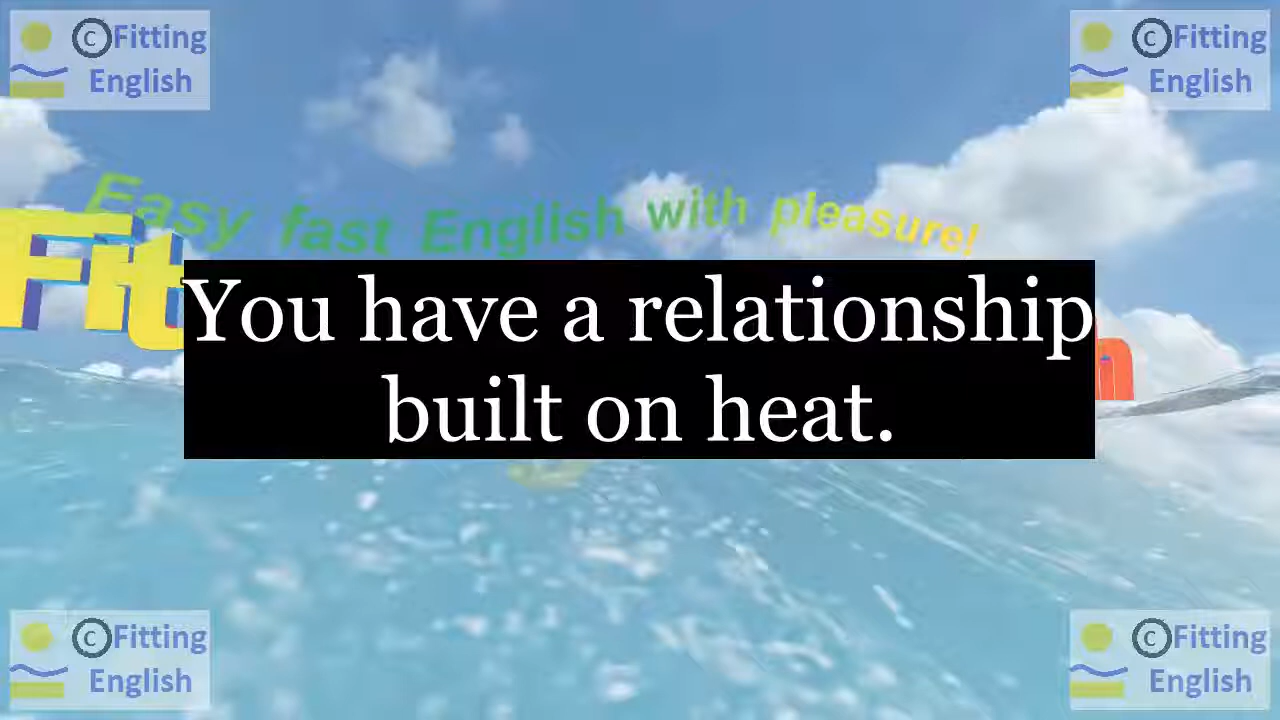 ©Fitting
English
©Fitting
English
Easy fast English with pleasure!
Fit
You have a relationship
built on heat.
©Fitting
English
©Fitting
English